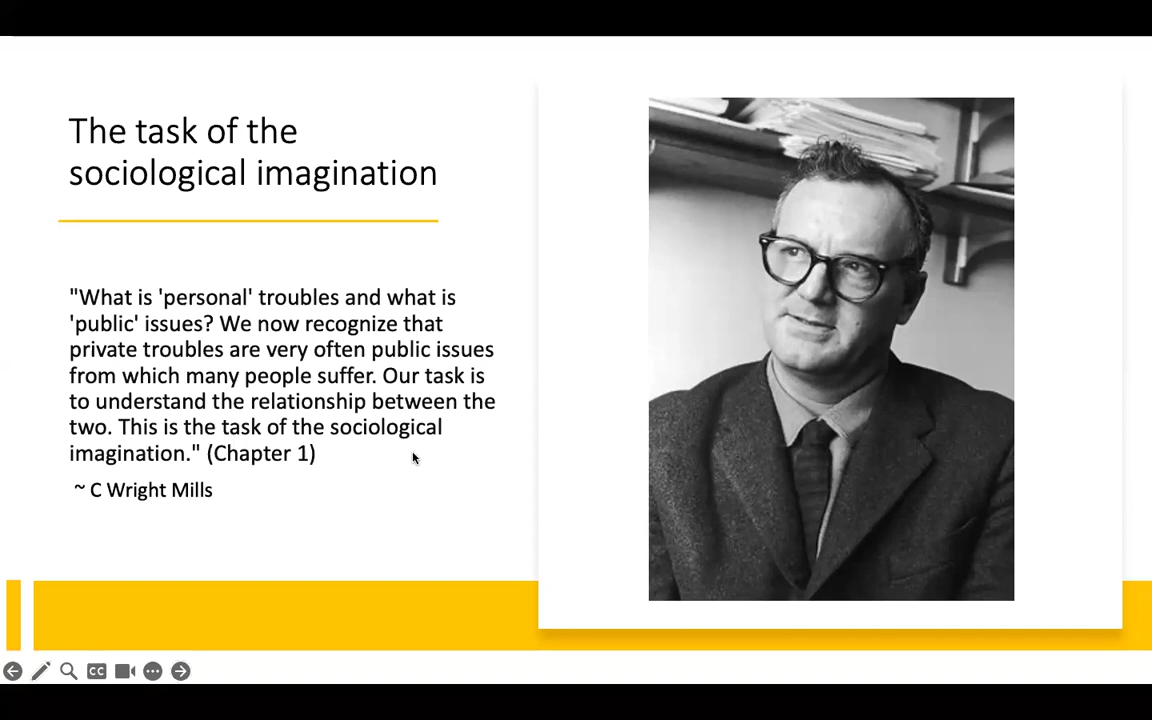 The task of the
sociological imagination
"What is 'personal' troubles and what is
'public' issues? We now recognize that
private troubles are very often public issues
from which many people suffer. Our task is
to understand the relationship between the
two. This is the task of the sociological
imagination." (Chapter 1)
~ C Wright Mills
CC